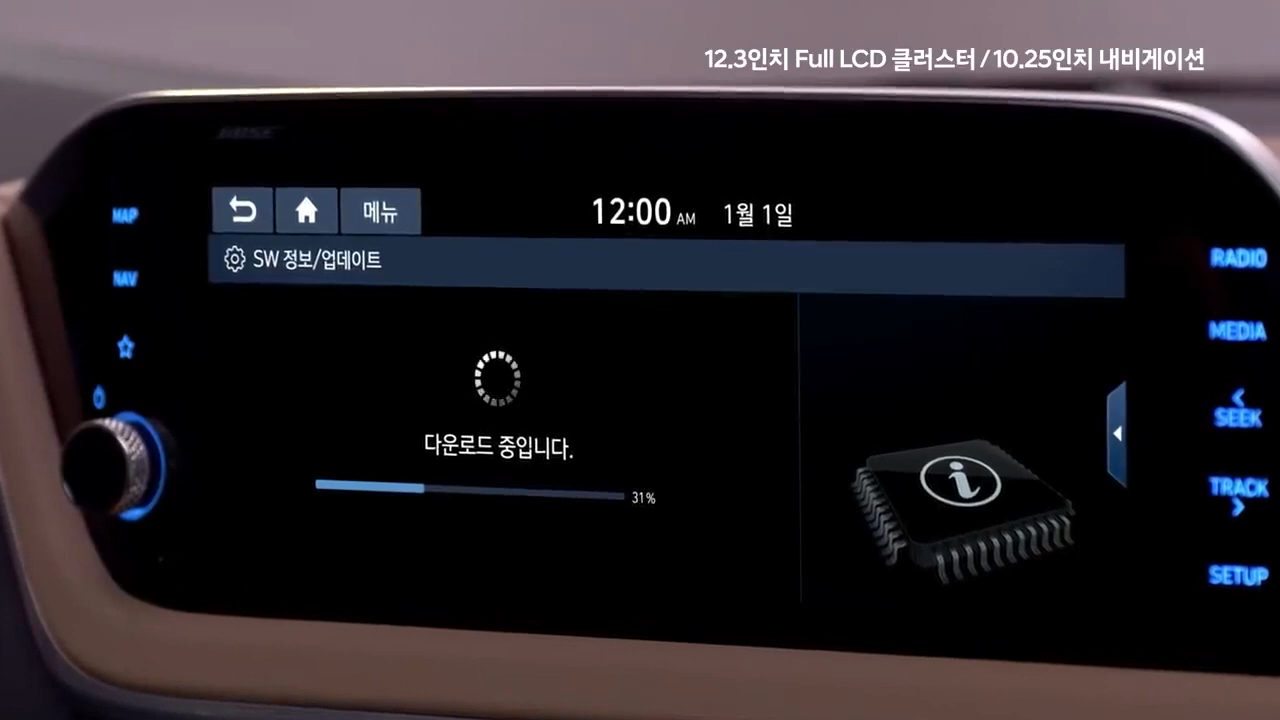 12.3인치 Full LCD 클러스터 / 10.25인치 내비게이션
BOSE
메뉴
12:00 AM 1월 1일
SW 정보/업데이트
MAP
NAV
다운로드 중입니다.
31%
i
RADIO
MEDIA
<
SEEK
TRACK
>
SETUP